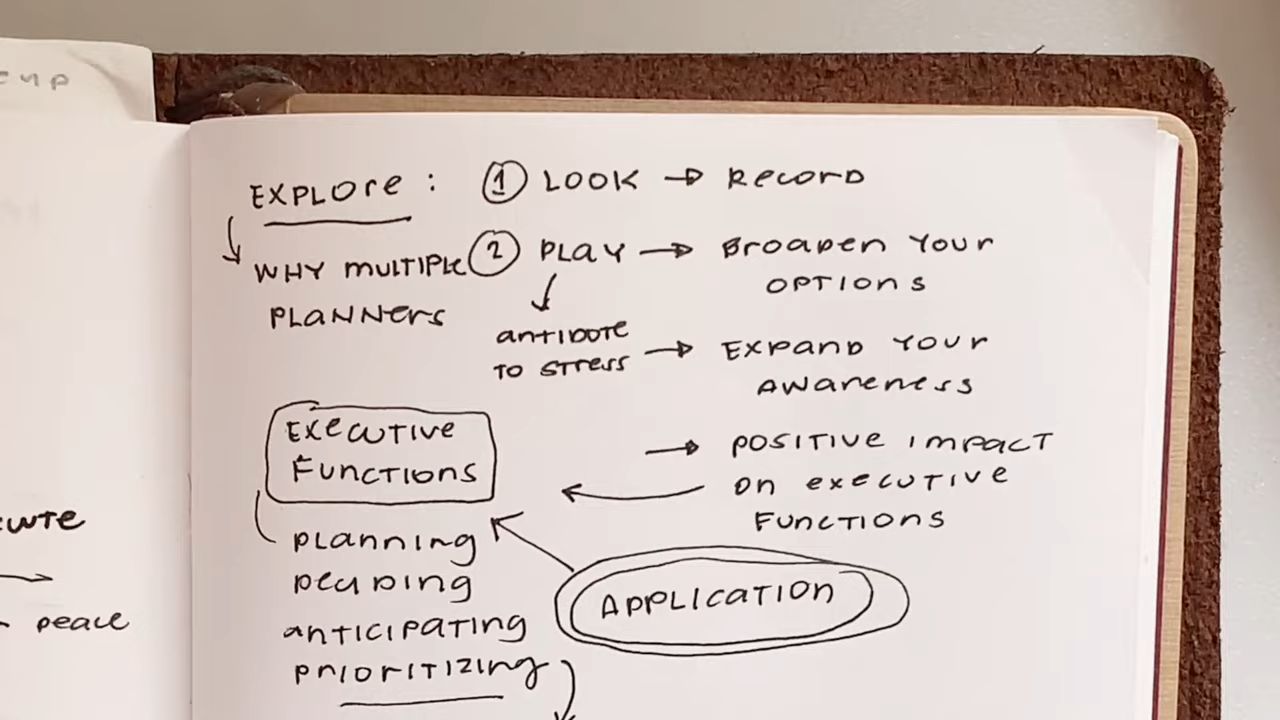 EXPLORE : ① LOOK → RECORD
WHY MULTIPLE ② PLAY → BROADEN YOUR
PLANNERS OPTIONS
ANTIDOTE
TO STRESS → EXPAND YOUR
AWARENESS
EXECUTIVE
FUNCTIONS
→ POSITIVE IMPACT
ON EXECUTIVE
FUNCTIONS
PLANNING
DECIDING
ANTICIPATING
PRIORITIZING
APPLICATION
peace